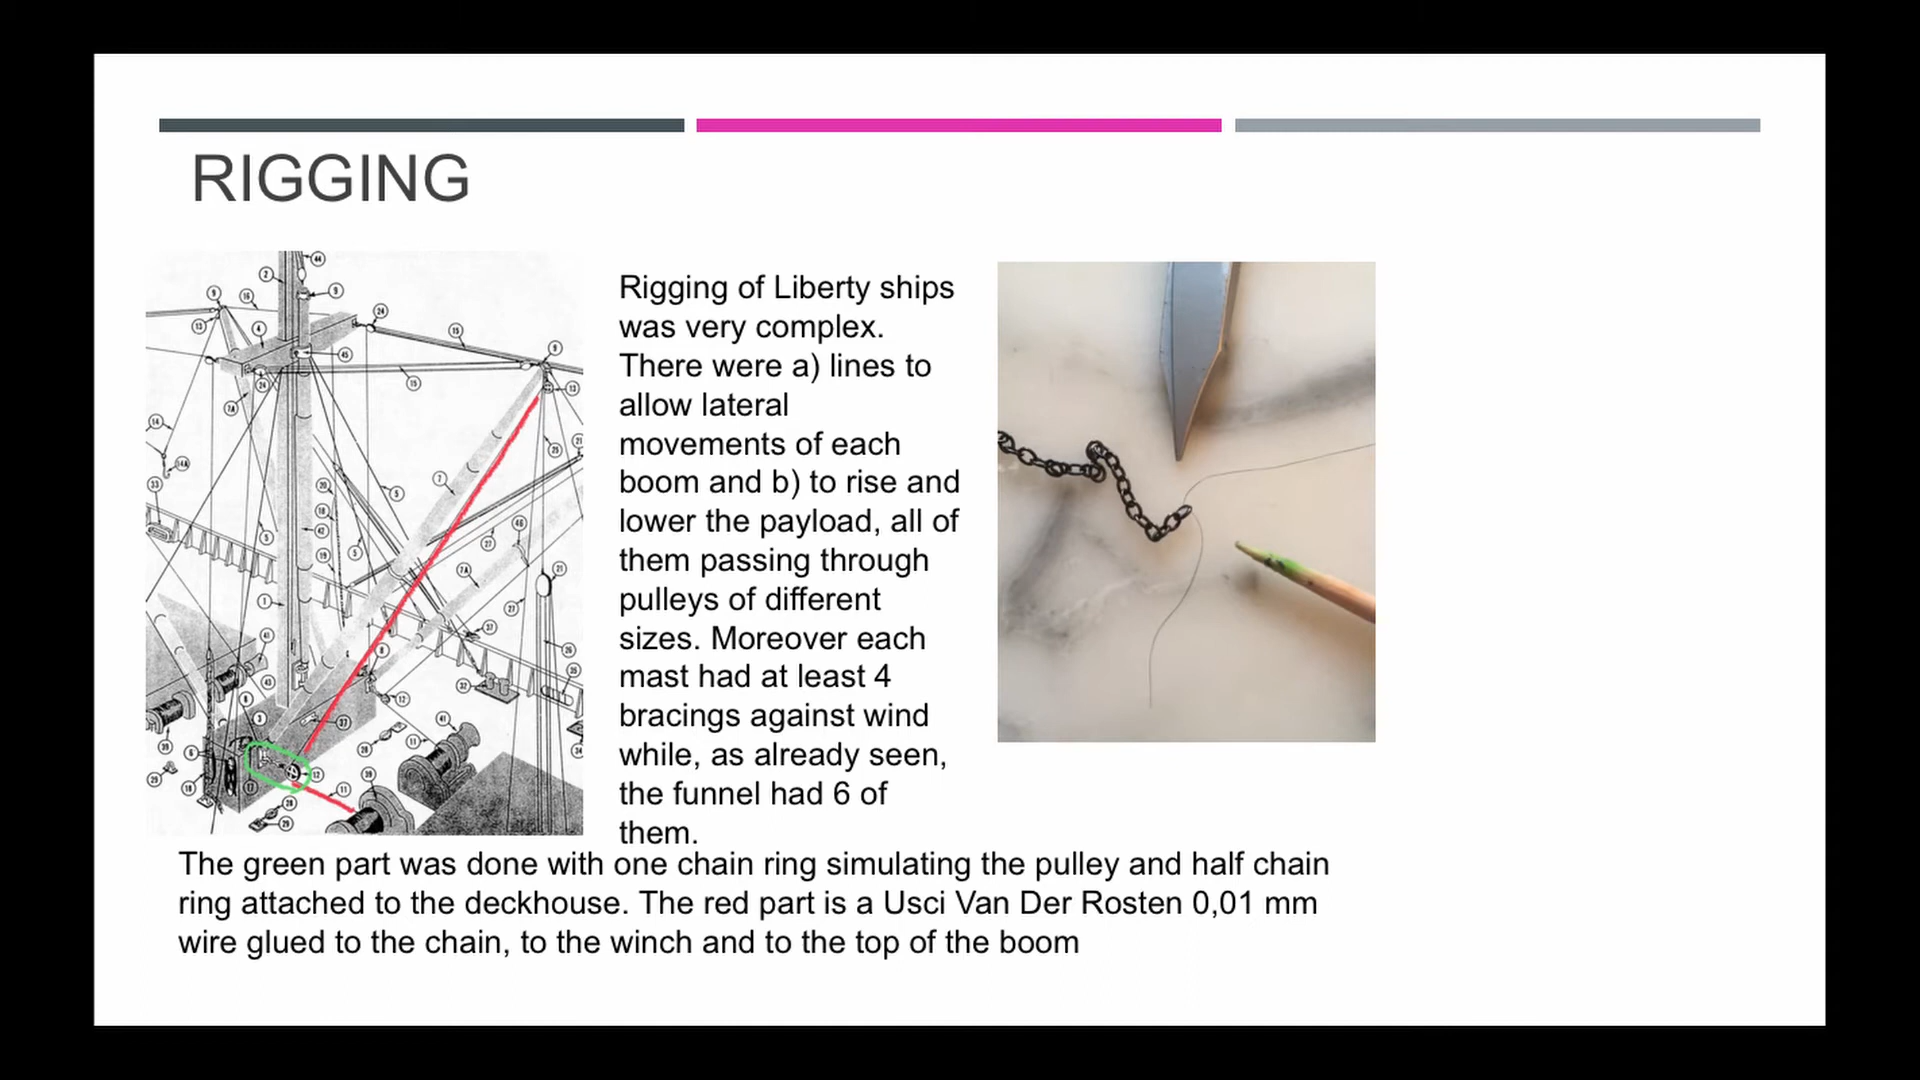 RIGGING
Rigging of Liberty ships
was very complex.
There were a) lines to
allow lateral
movements of each
boom and b) to rise and
lower the payload, all of
them passing through
pulleys of different
sizes. Moreover each
mast had at least 4
bracings against wind
while, as already seen,
the funnel had 6 of
them.
The green part was done with one chain ring simulating the pulley and half chain
ring attached to the deckhouse. The red part is a Usci Van Der Rosten 0,01 mm
wire glued to the chain, to the winch and to the top of the boom